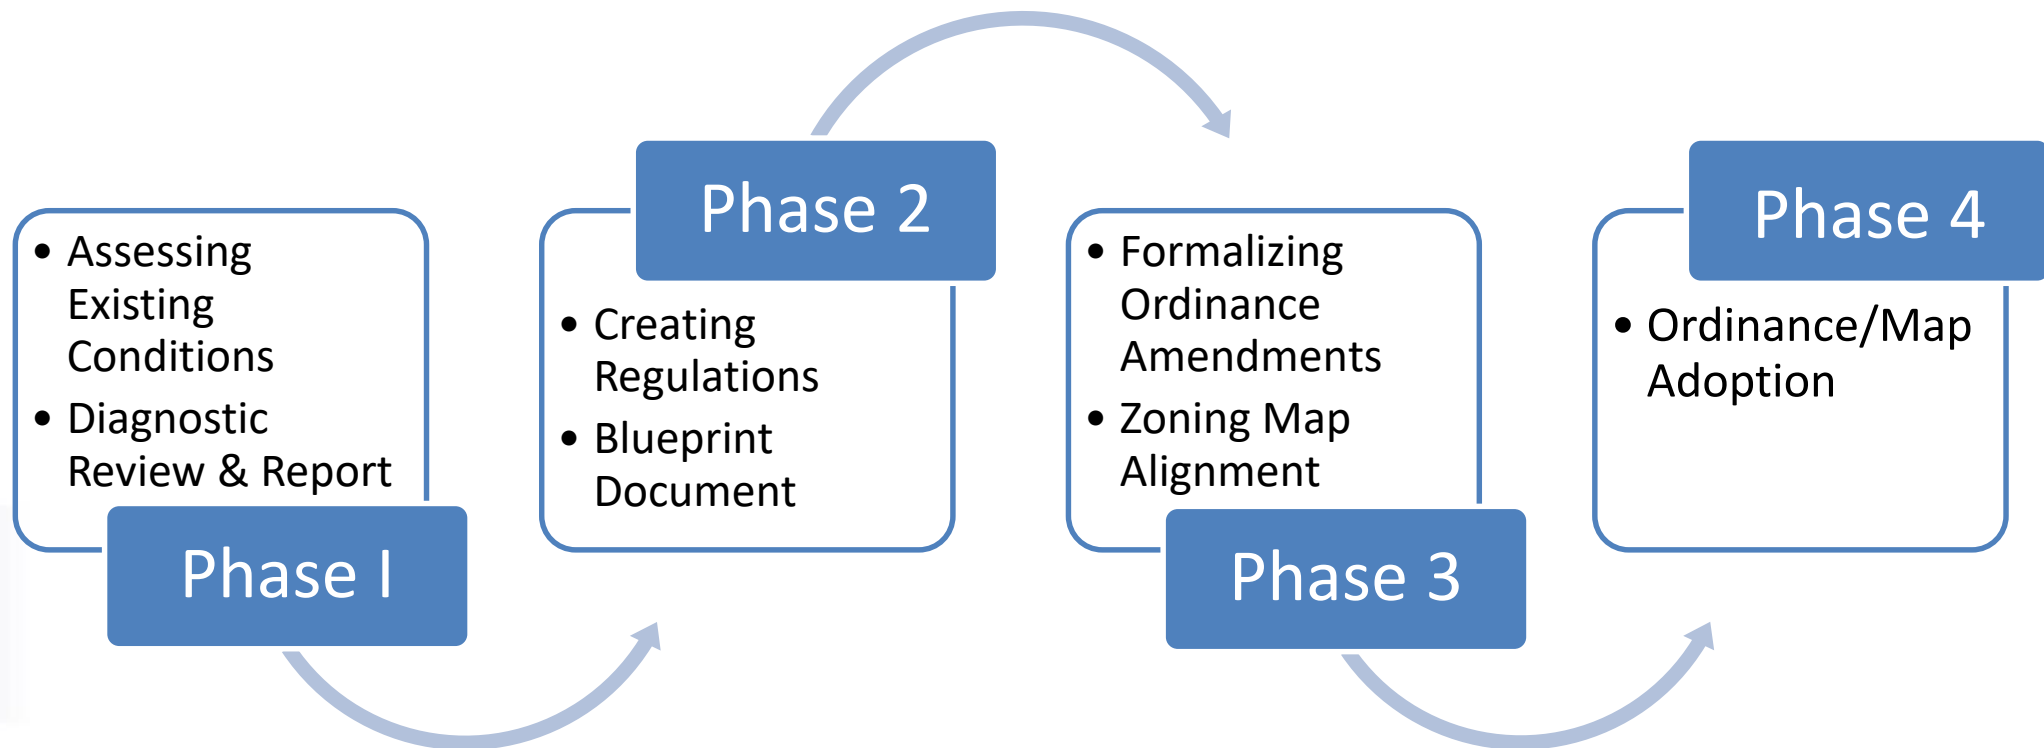 • Assessing
Existing
Conditions
• Diagnostic
Review & Report
Phase I
Phase 2
• Creating
Regulations
• Blueprint
Document
• Formalizing
Ordinance
Amendments
• Zoning Map
Alignment
Phase 3
Phase 4
• Ordinance/Map
Adoption